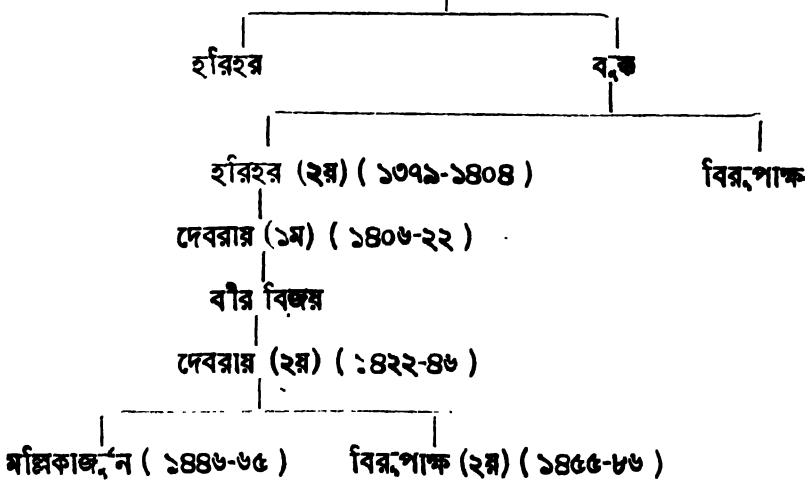 হরিহর বুক্ক
হরিহর (২য়) ( ১৩৭৯-১৪০৪ ) বিরূপাক্ষ
দেবরায় (১ম) ( ১৪০৬-২২ )
বীর বিজয়
দেবরায় (২য়) ( ১৪২২-৪৬ )
মল্লিকার্জুন ( ১৪৪৬-৬৫ ) বিরূপাক্ষ (২য়) ( ১৪৫৫-৮৬ )